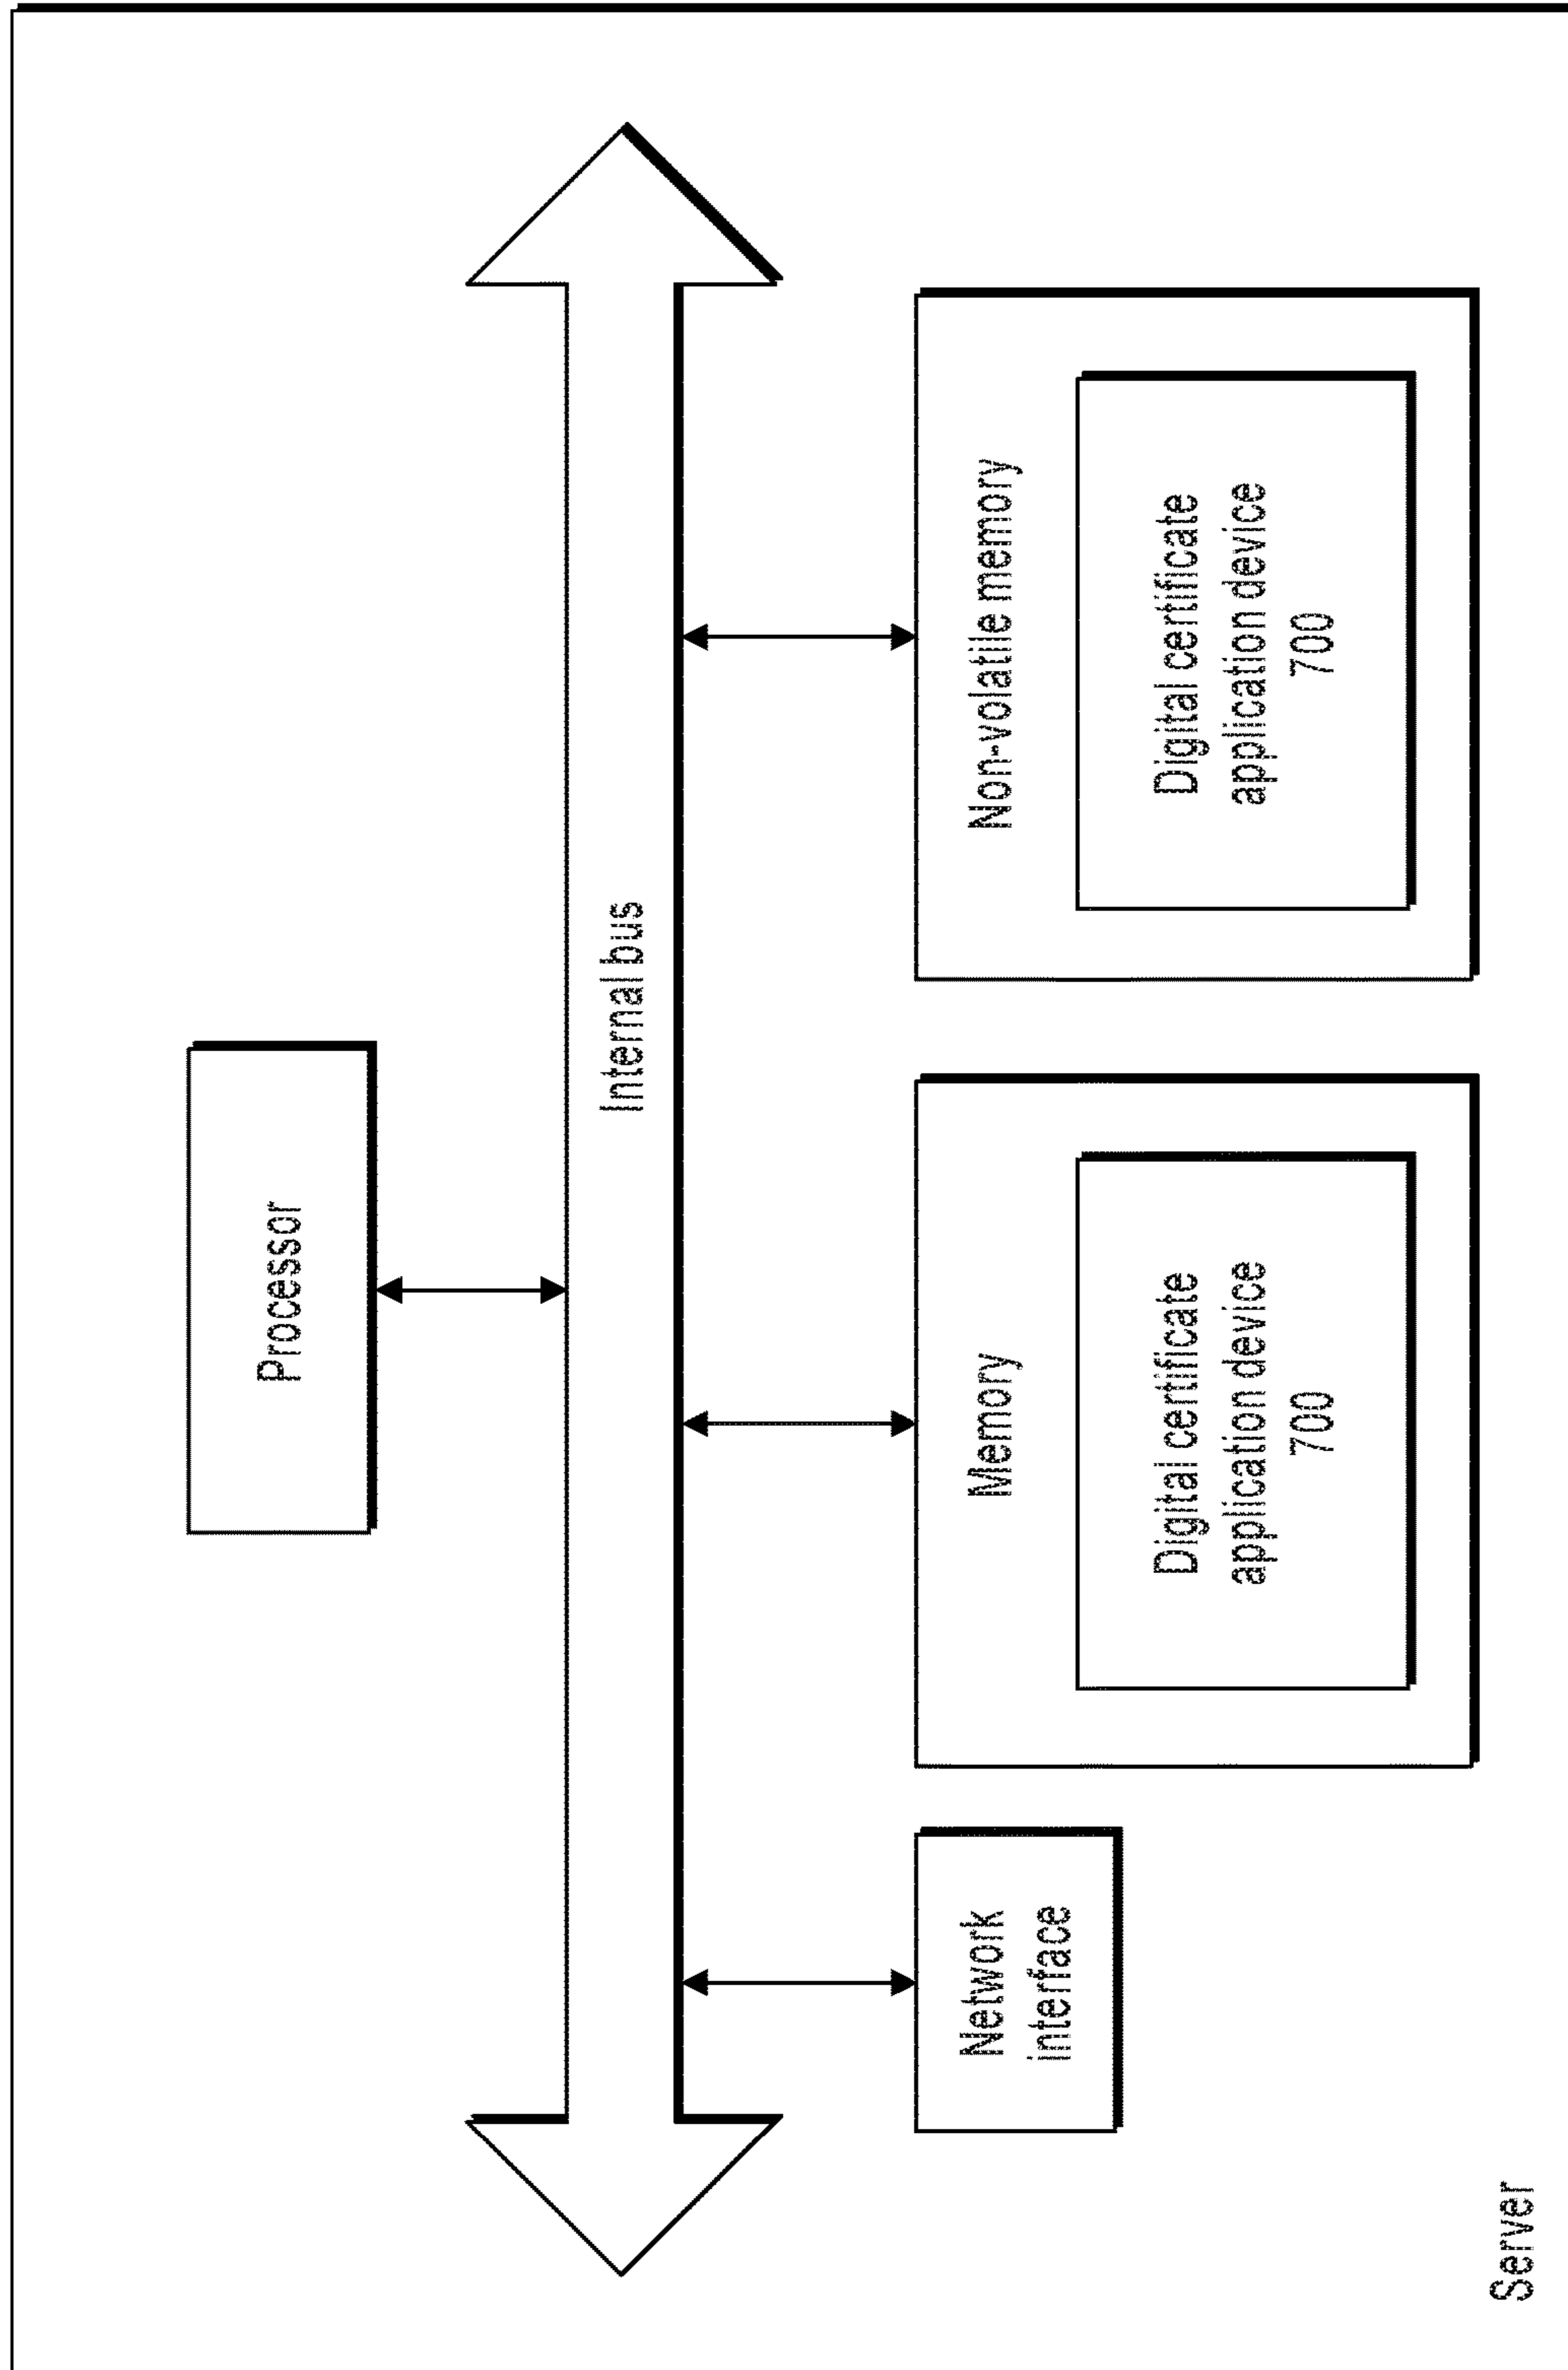 Processor
Internal bus
Network
interface
Memory
Digital certificate
application device
700
Non-volatile memory
Digital certificate
application device
700
Server